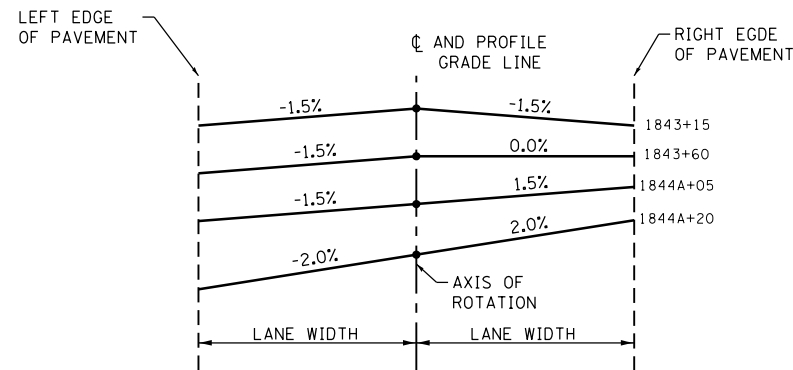 LEFT EDGE
OF PAVEMENT
℄ AND PROFILE
GRADE LINE
RIGHT EGDE
OF PAVEMENT
-1.5%
-1.5%
1843+15
-1.5%
0.0%
1843+60
-1.5%
1.5%
1844A+05
-2.0%
2.0%
1844A+20
AXIS OF
ROTATION
LANE WIDTH
LANE WIDTH